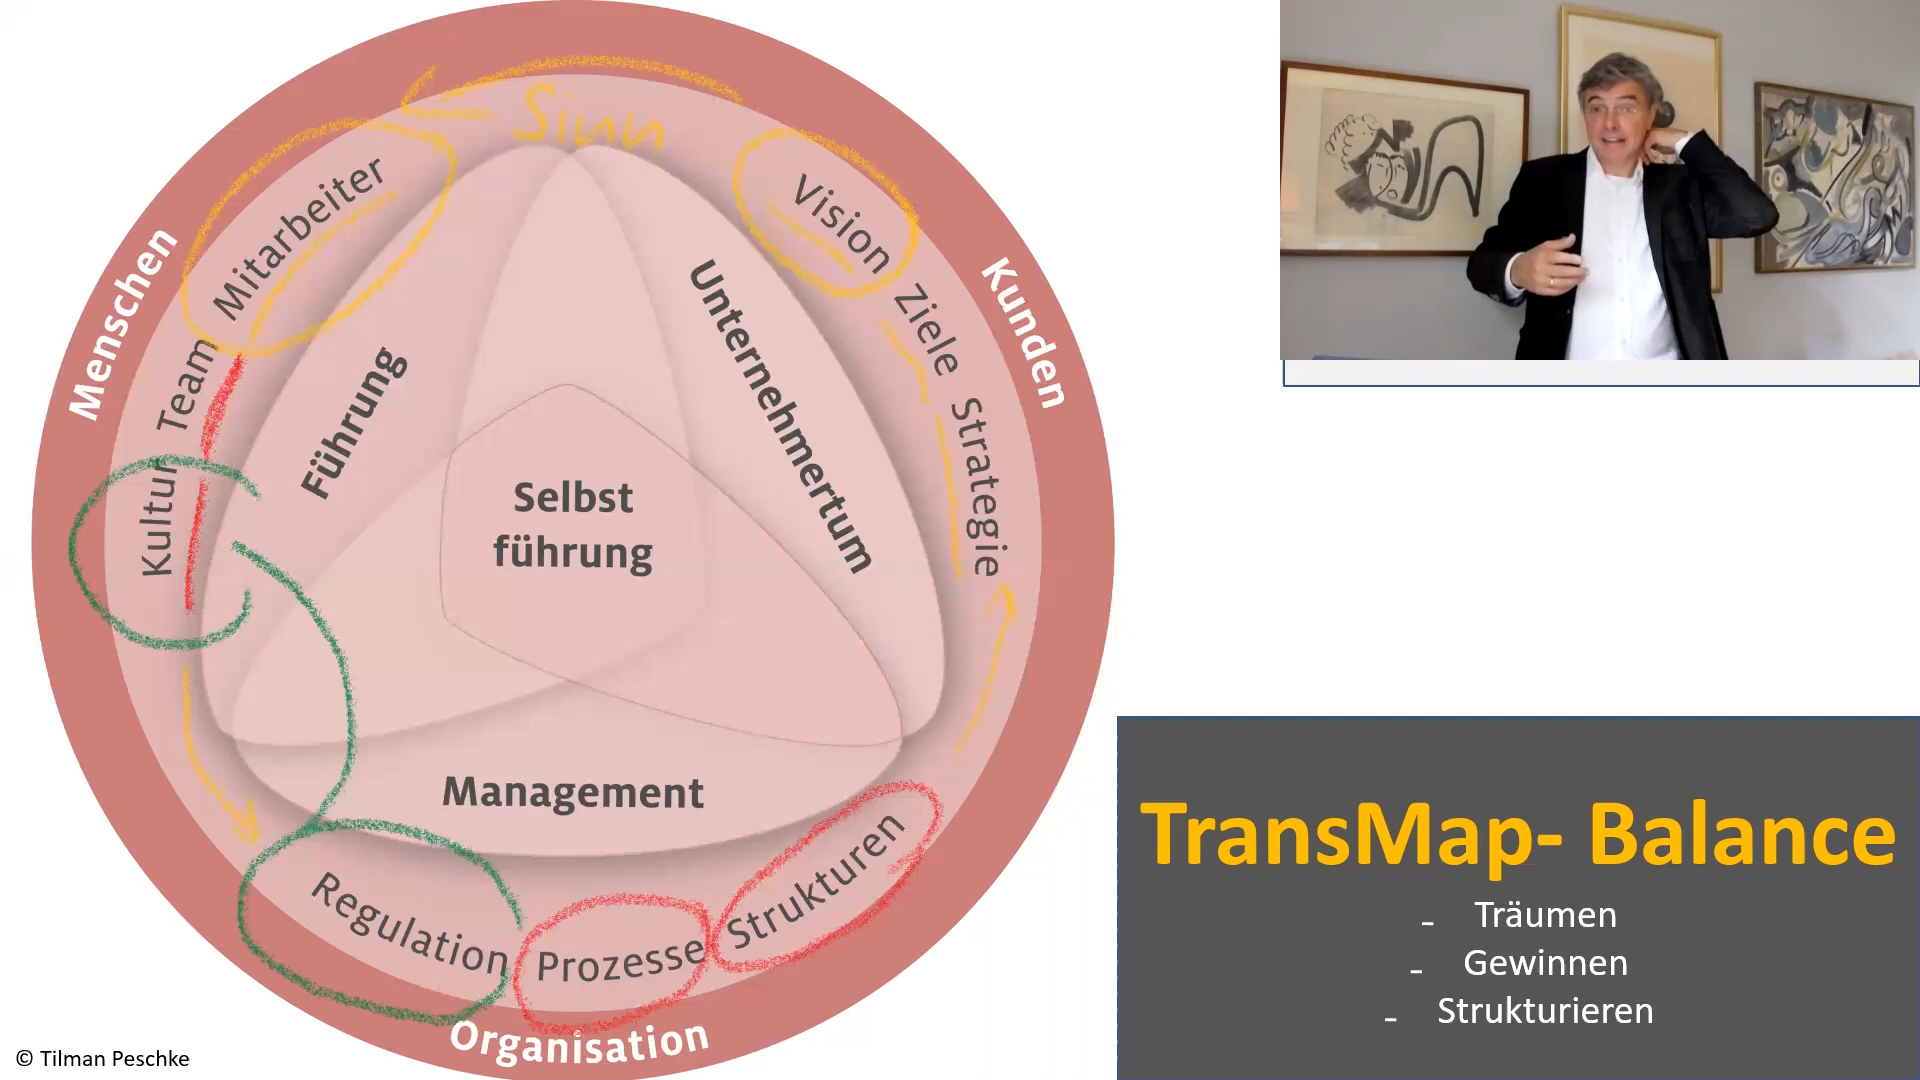 Sinn
Mitarbeiter
Vision
Menschen
Kunden
Ziele
Team
Führung
Unternehmertum
Strategie
Kultur
Selbst
führung
Management
Regulation
Prozesse
Strukturen
Organisation
TransMap- Balance
- Träumen
- Gewinnen
- Strukturieren
© Tilman Peschke